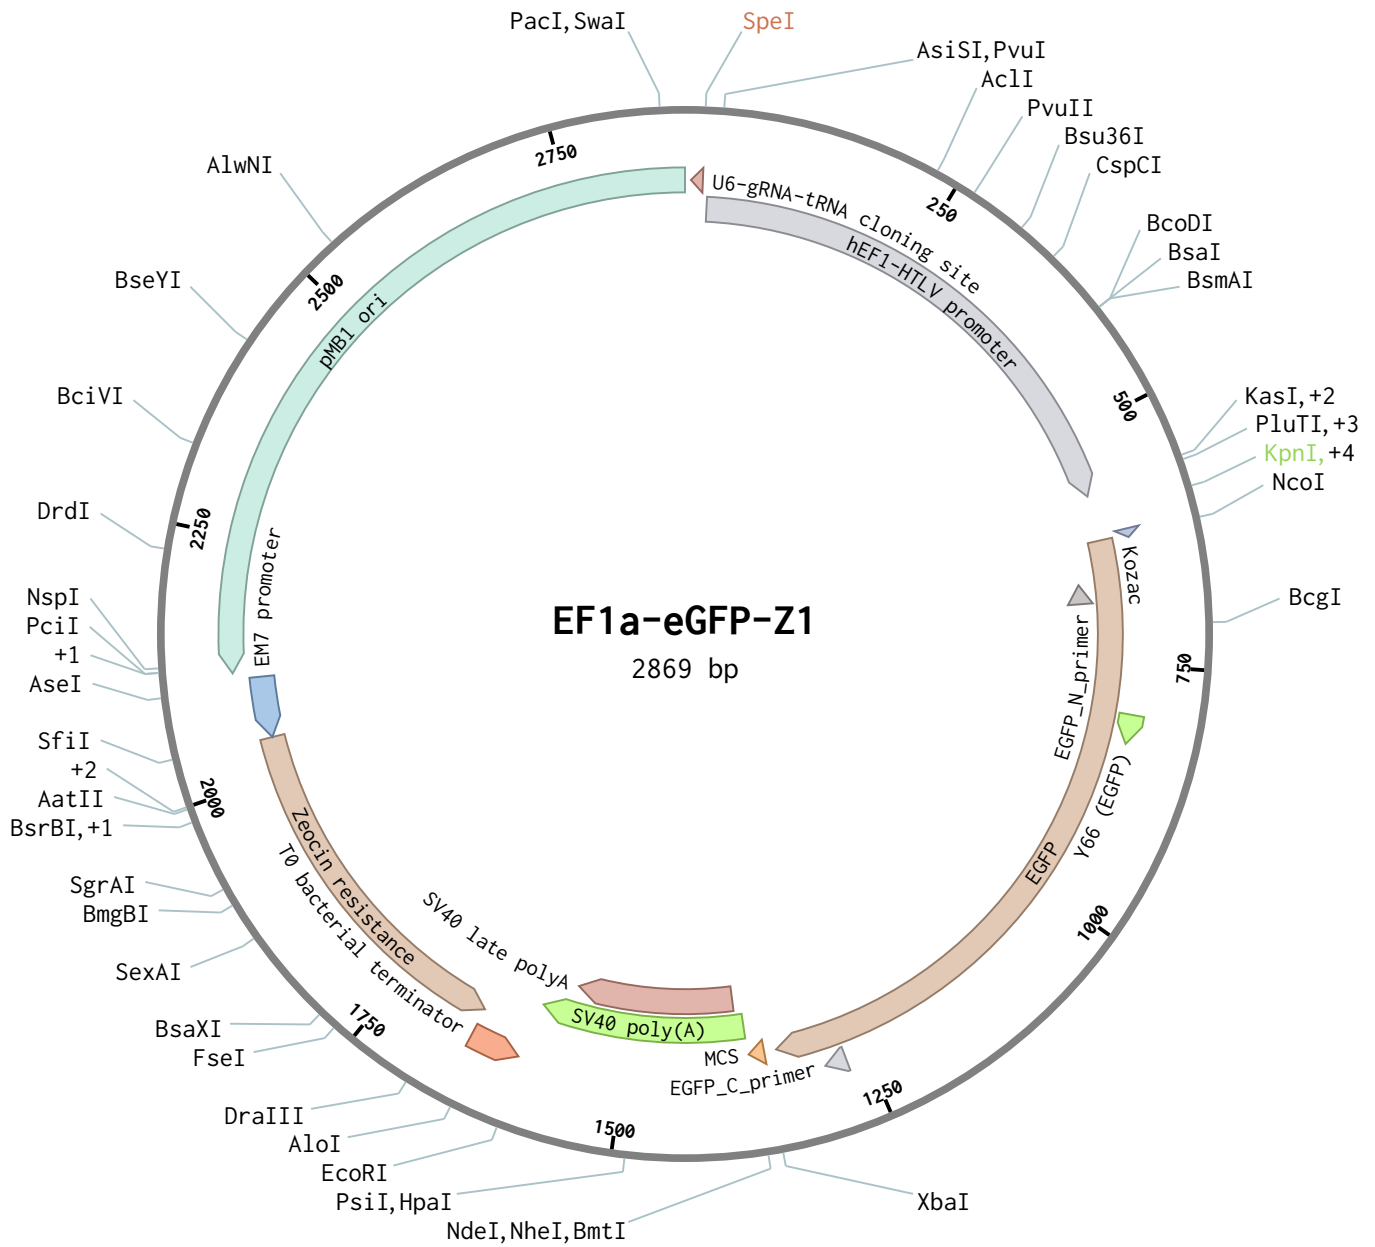 PacI,SwaI
SpeI
AsiSI,PvuI
AclI
PvuII
Bsu36I
CspCI
BcoDI
BsaI
BsmAI
KasI,+2
PluTI,+3
KpnI,+4
NcoI
BcgI
XbaI
NdeI,NheI,BmtI
PsiI,HpaI
EcoRI
AloI
DraIII
FseI
BsaXI
SexAI
BmgBI
SgrAI
BsrBI,+1
AatII
+2
SfiI
AseI
+1
PciI
NspI
DrdI
BciVI
BseYI
AlwNI
250
500
750
1000
1250
1500
1750
2000
2250
2500
2750
U6-gRNA-tRNA cloning site
hEF1-HTLV promoter
Kozac
EGFP_N_primer
Y66 (EGFP)
EGFP
EGFP_C_primer
MCS
SV40 poly(A)
SV40 late polyA
T0 bacterial terminator
Zeocin resistance
EM7 promoter
pMB1 ori
EF1a-eGFP-Z1
2869 bp